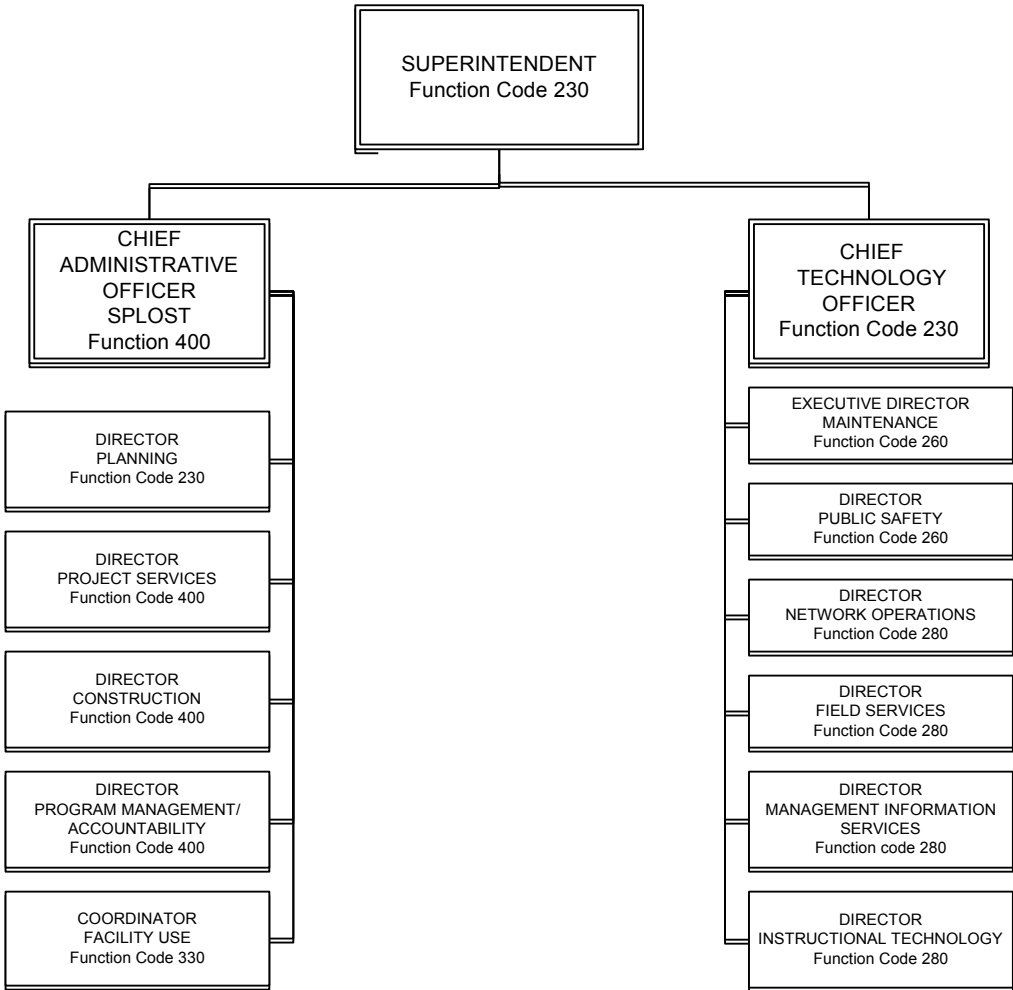 SUPERINTENDENT
Function Code 230
CHIEF
ADMINISTRATIVE
OFFICER
SPLOST
Function 400
DIRECTOR
PLANNING
Function Code 230
DIRECTOR
PROJECT SERVICES
Function Code 400
DIRECTOR
CONSTRUCTION
Function Code 400
DIRECTOR
PROGRAM MANAGEMENT/
ACCOUNTABILITY
Function Code 400
COORDINATOR
FACILITY USE
Function Code 330
CHIEF
TECHNOLOGY
OFFICER
Function Code 230
EXECUTIVE DIRECTOR
MAINTENANCE
Function Code 260
DIRECTOR
PUBLIC SAFETY
Function Code 260
DIRECTOR
NETWORK OPERATIONS
Function Code 280
DIRECTOR
FIELD SERVICES
Function Code 280
DIRECTOR
MANAGEMENT INFORMATION
SERVICES
Function code 280
DIRECTOR
INSTRUCTIONAL TECHNOLOGY
Function Code 280